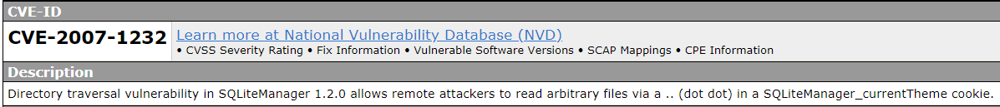 CVE-ID
CVE-2007-1232 Learn more at National Vulnerability Database (NVD)
• CVSS Severity Rating • Fix Information • Vulnerable Software Versions • SCAP Mappings • CPE Information
Description
Directory traversal vulnerability in SQLiteManager 1.2.0 allows remote attackers to read arbitrary files via a .. (dot dot) in a SQLiteManager_currentTheme cookie.